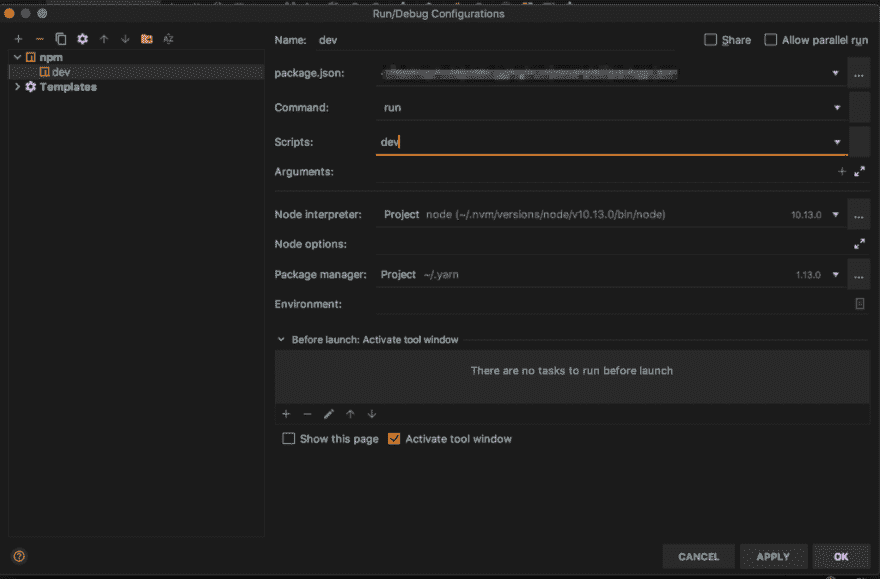 Run/Debug Configurations
npm
dev
Templates
Name: dev
Share
Allow parallel run
package.json:
...
Command: run
Scripts: dev
Arguments:
Node interpreter: Project node (~/.nvm/versions/node/v10.13.0/bin/node) 10.13.0 ...
Node options:
Package manager: Project ~/.yarn 1.13.0 ...
Environment:
Before launch: Activate tool window
There are no tasks to run before launch
Show this page
Activate tool window
?
CANCEL
APPLY
OK